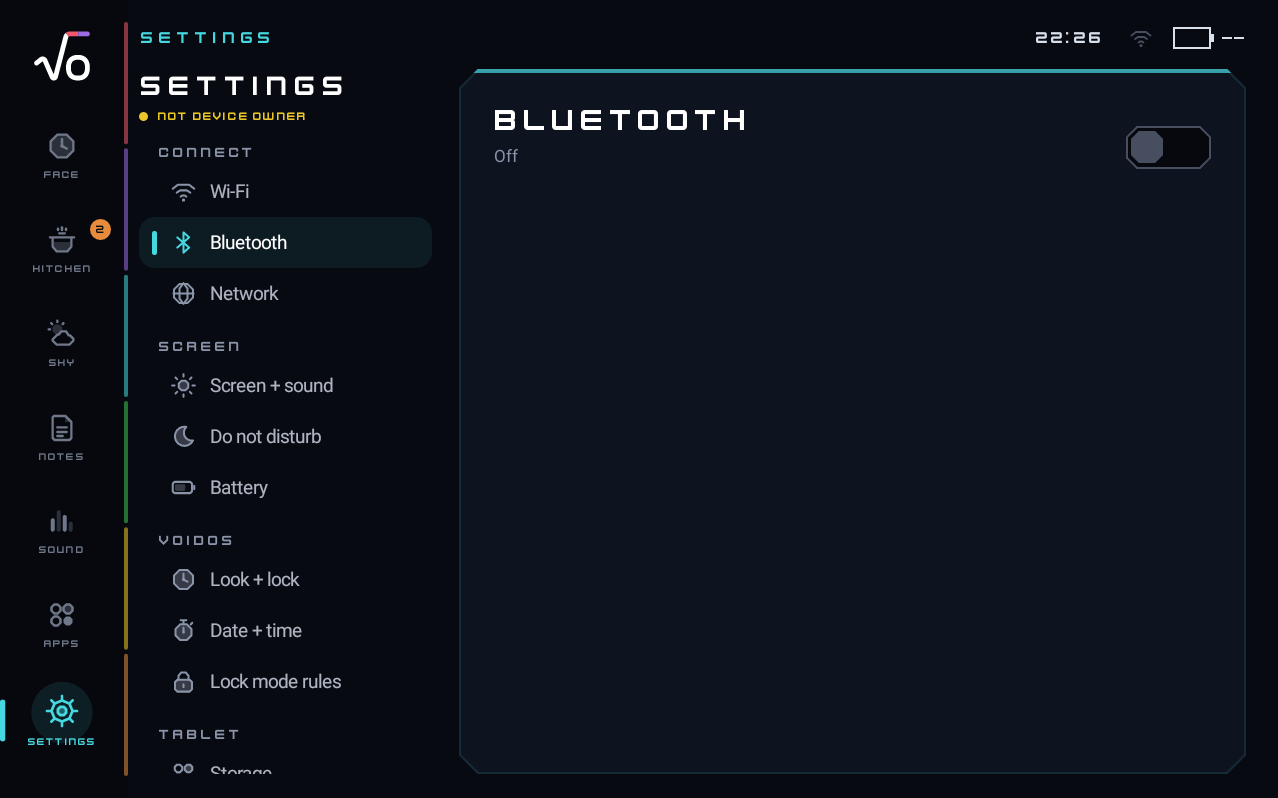 SETTINGS
22:26
--
√o
SETTINGS
NOT DEVICE OWNER
FACE
2
KITCHEN
SKY
NOTES
SOUND
APPS
SETTINGS
CONNECT
Wi-Fi
Bluetooth
Network
SCREEN
Screen + sound
Do not disturb
Battery
VOIDOS
Look + lock
Date + time
Lock mode rules
TABLET
Storage
BLUETOOTH
Off